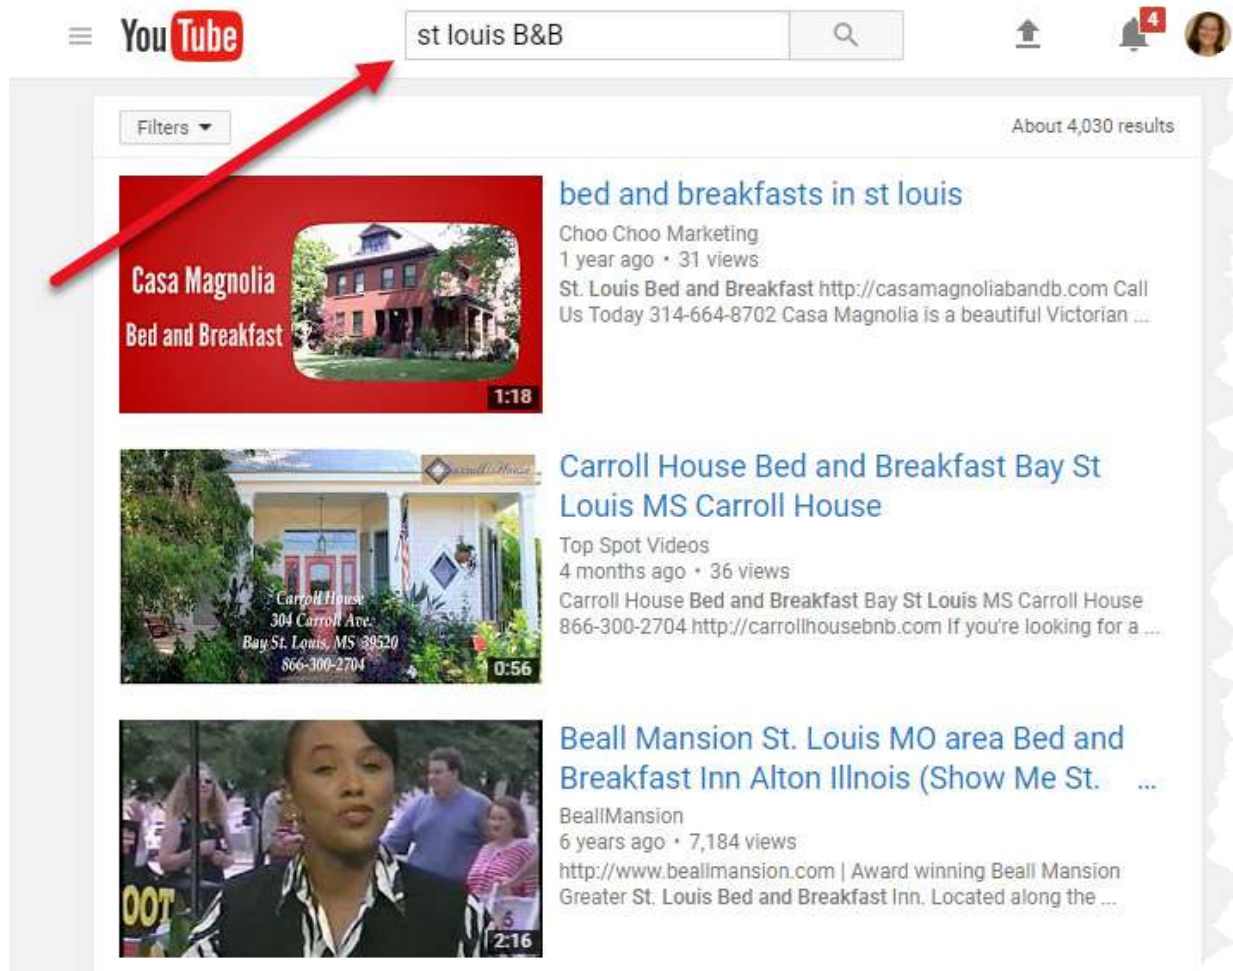 YouTube
st louis B&B
4
Filters
About 4,030 results
Casa Magnolia
Bed and Breakfast
1:18
bed and breakfasts in st louis
Choo Choo Marketing
1 year ago • 31 views
St. Louis Bed and Breakfast http://casamagnoliabandb.com Call
Us Today 314-664-8702 Casa Magnolia is a beautiful Victorian ...
Carroll House
Carroll House
304 Carroll Ave.
Bay St. Louis, MS 39520
866-300-2704
0:56
Carroll House Bed and Breakfast Bay St
Louis MS Carroll House
Top Spot Videos
4 months ago • 36 views
Carroll House Bed and Breakfast Bay St Louis MS Carroll House
866-300-2704 http://carrollhousebnb.com If you're looking for a ...
OOT
5
2:16
Beall Mansion St. Louis MO area Bed and
Breakfast Inn Alton Illnois (Show Me St. ...
BeallMansion
6 years ago • 7,184 views
http://www.beallmansion.com | Award winning Beall Mansion
Greater St. Louis Bed and Breakfast Inn. Located along the ...